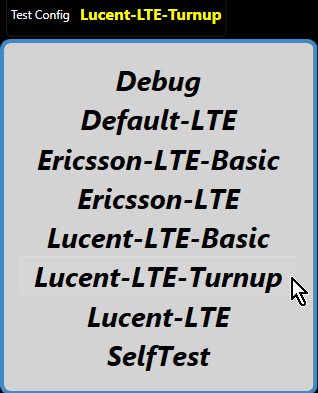 Test Config Lucent-LTE-Turnup
Debug
Default-LTE
Ericsson-LTE-Basic
Ericsson-LTE
Lucent-LTE-Basic
Lucent-LTE-Turnup
Lucent-LTE
SelfTest